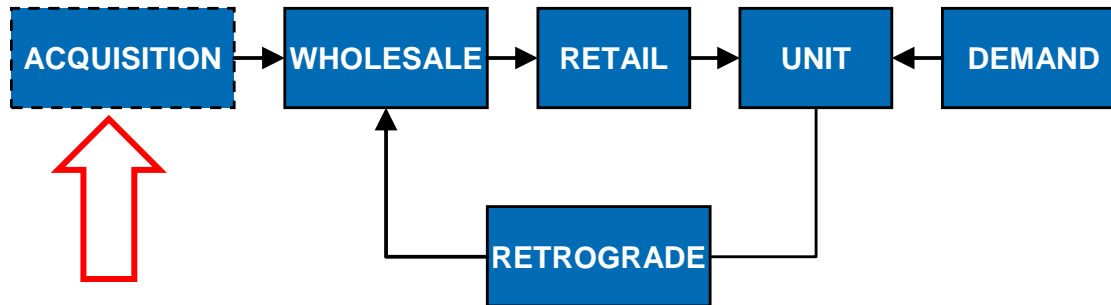 ACQUISITION
WHOLESALE
RETAIL
UNIT
DEMAND
RETROGRADE